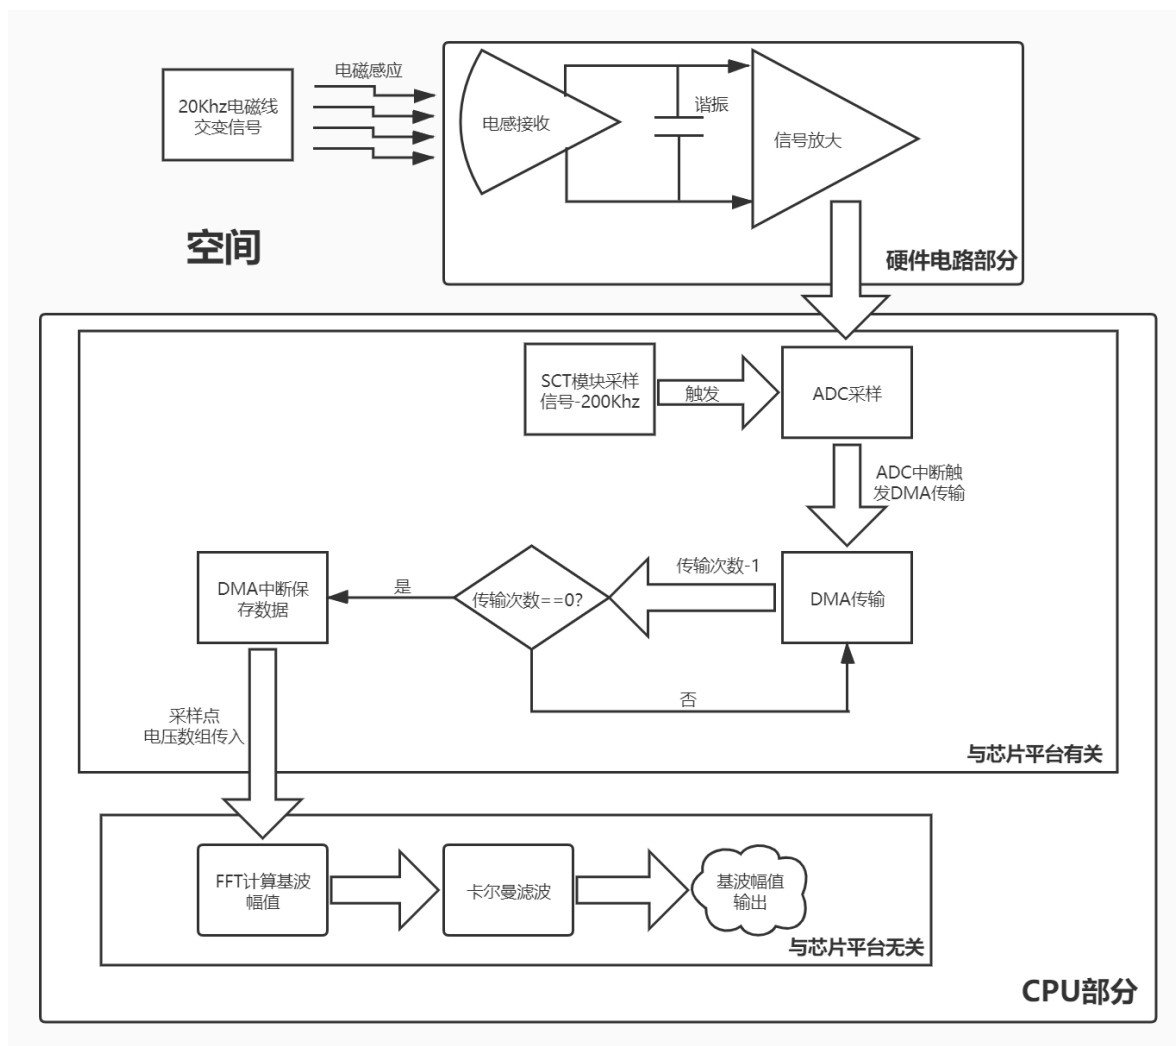 电磁感应
20Khz电磁线
交变信号
电感接收
谐振
信号放大
空间
硬件电路部分
SCT模块采样
信号-200Khz
触发
ADC采样
ADC中断触
发DMA传输
DMA中断保
存数据
是
传输次数==0?
传输次数-1
DMA传输
否
采样点
电压数组传入
与芯片平台有关
FFT计算基波
幅值
卡尔曼滤波
基波幅值
输出
与芯片平台无关
CPU部分